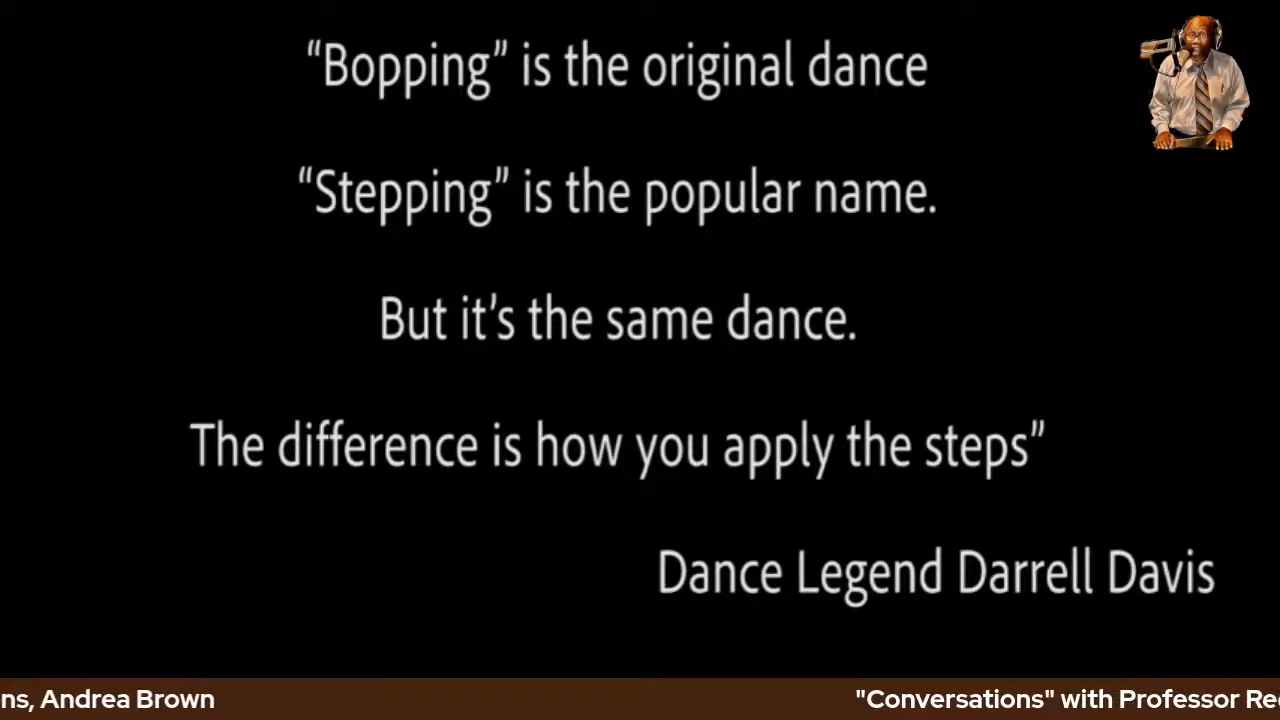 “Bopping” is the original dance
“Stepping” is the popular name.
But it’s the same dance.
The difference is how you apply the steps”
Dance Legend Darrell Davis
Andrea Brown
"Conversations" with Professor